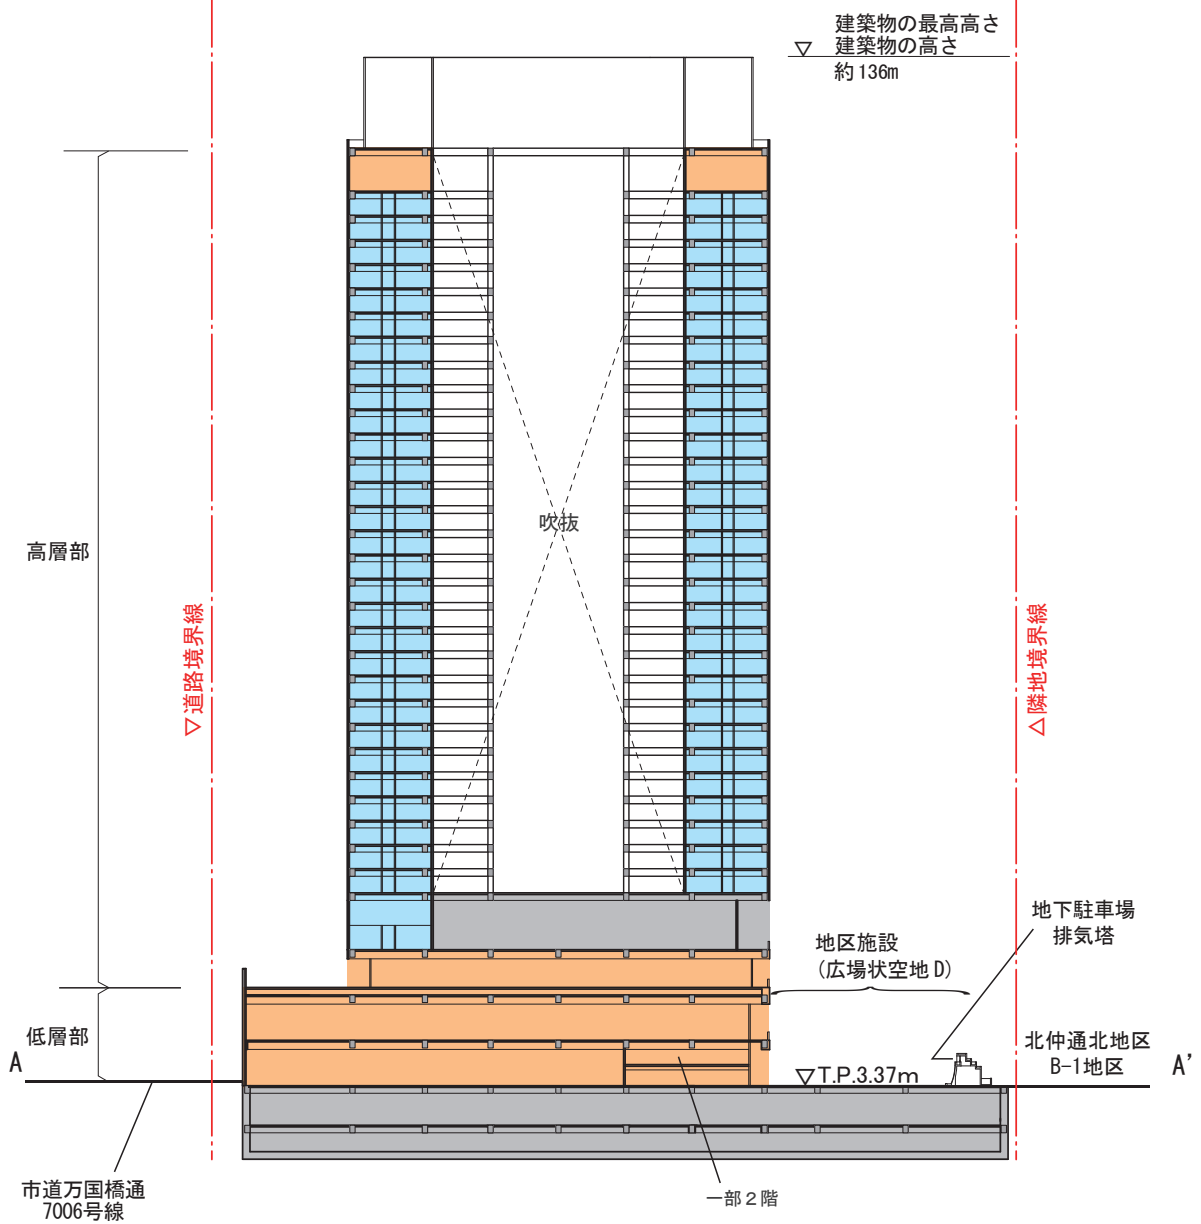 建築物の最高高さ
▽ 建築物の高さ
約136m
高層部
吹抜
▽道路境界線
△隣地境界線
地下駐車場
排気塔
地区施設
(広場状空地D)
低層部
A
北仲通北地区
B-1地区
A'
▽T.P.3.37m
市道万国橋通
7006号線
一部2階